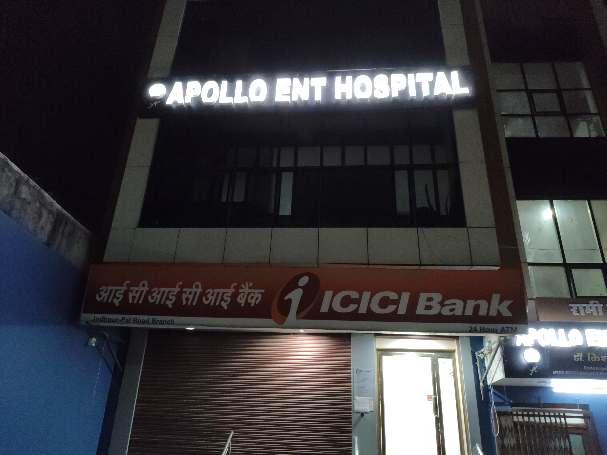 APOLLO ENT HOSPITAL
आई सी आई सी आई बैंक
ICICI Bank
Jodhpur-Pal Road Branch
24 Hour ATM
रामी
APOLLO
डॉ.